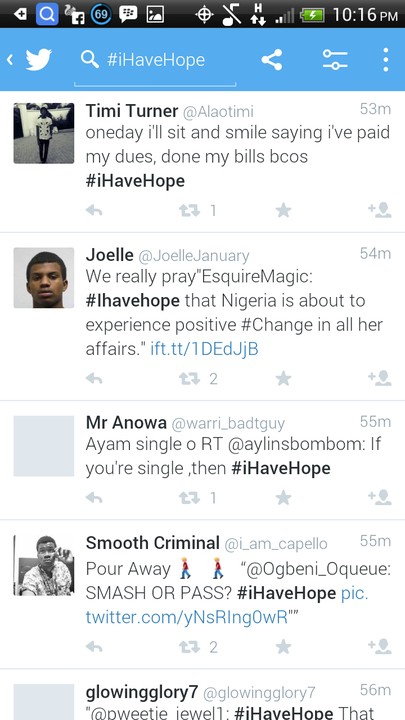 69 10:16 PM
#iHaveHope
Timi Turner @Alaotimi 53m
oneday i'll sit and smile saying i've paid
my dues, done my bills bcos
#iHaveHope
1
Joelle @JoelleJanuary 54m
We really pray"EsquireMagic:
#Ihavehope that Nigeria is about to
experience positive #Change in all her
affairs." ift.tt/1DEdJjB
2
Mr Anowa @warri_badtguy 55m
Ayam single o RT @aylinsbombom: If
you're single ,then #iHaveHope
1
Smooth Criminal @i_am_capello 55m
Pour Away “@Ogbeni_Oqueue:
SMASH OR PASS? #iHaveHope pic.
twitter.com/yNsRIng0wR””
2
glowingglory7 @glowingglory7 56m
"@pweetie_jewel1: #iHaveHope That